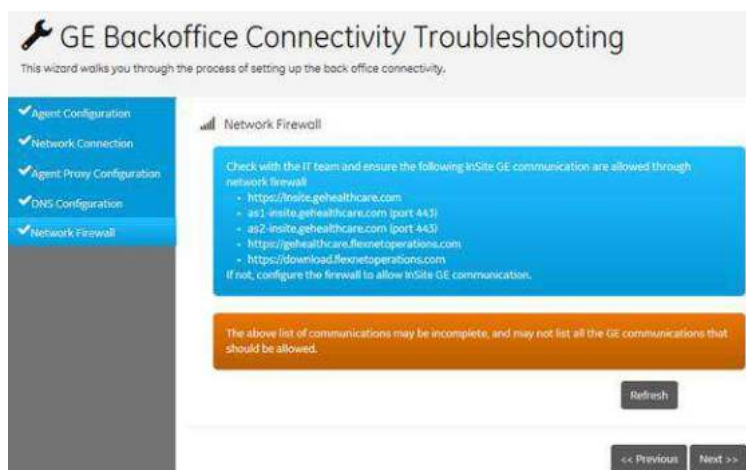 GE Backoffice Connectivity Troubleshooting
This wizard walks you through the process of setting up the back office connectivity.
Agent Configuration
Network Connection
Agent Proxy Configuration
DNS Configuration
Network Firewall
Network Firewall
Check with the IT team and ensure the following InSite GE communication are allowed through
network firewall
- https://insite.gehealthcare.com
- as1-insite.gehealthcare.com (port 443)
- as2-insite.gehealthcare.com (port 443)
- https://gehealthcare.flexnetoperations.com
- https://download.flexnetoperations.com
If not, configure the firewall to allow InSite GE communication.
The above list of communications may be incomplete, and may not list all the GE communications that
should be allowed.
Refresh
<< Previous
Next >>